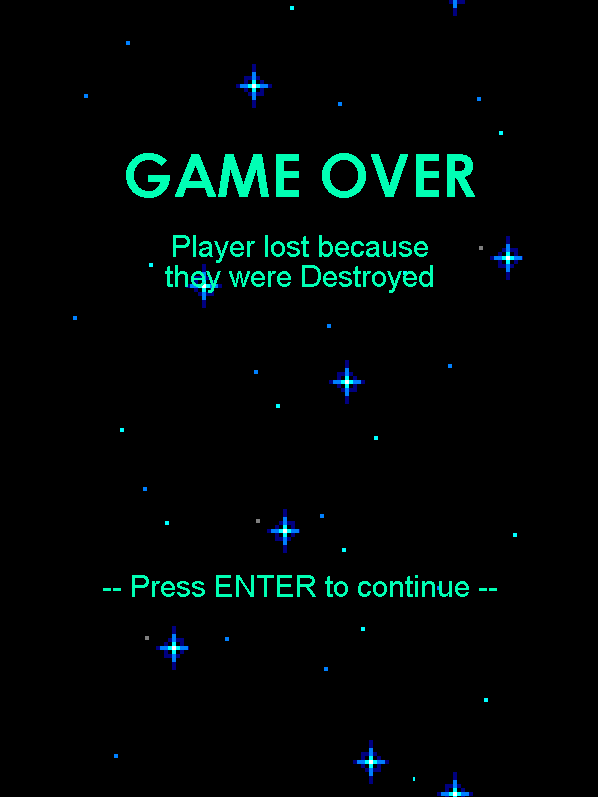 GAME OVER
Player lost because
they were Destroyed
-- Press ENTER to continue --